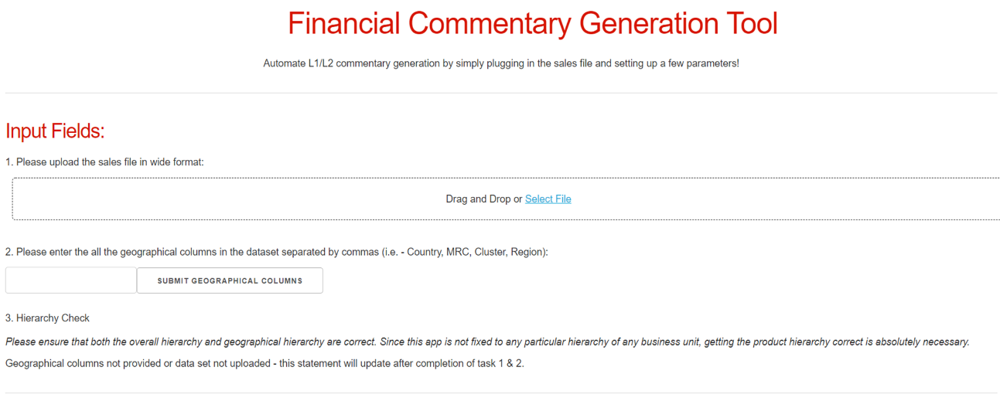 Financial Commentary Generation Tool
Automate L1/L2 commentary generation by simply plugging in the sales file and setting up a few parameters!
Input Fields:
1. Please upload the sales file in wide format:
Drag and Drop or Select File
2. Please enter the all the geographical columns in the dataset separated by commas (i.e. - Country, MRC, Cluster, Region):
SUBMIT GEOGRAPHICAL COLUMNS
3. Hierarchy Check
Please ensure that both the overall hierarchy and geographical hierarchy are correct. Since this app is not fixed to any particular hierarchy of any business unit, getting the product hierarchy correct is absolutely necessary.
Geographical columns not provided or data set not uploaded - this statement will update after completion of task 1 & 2.